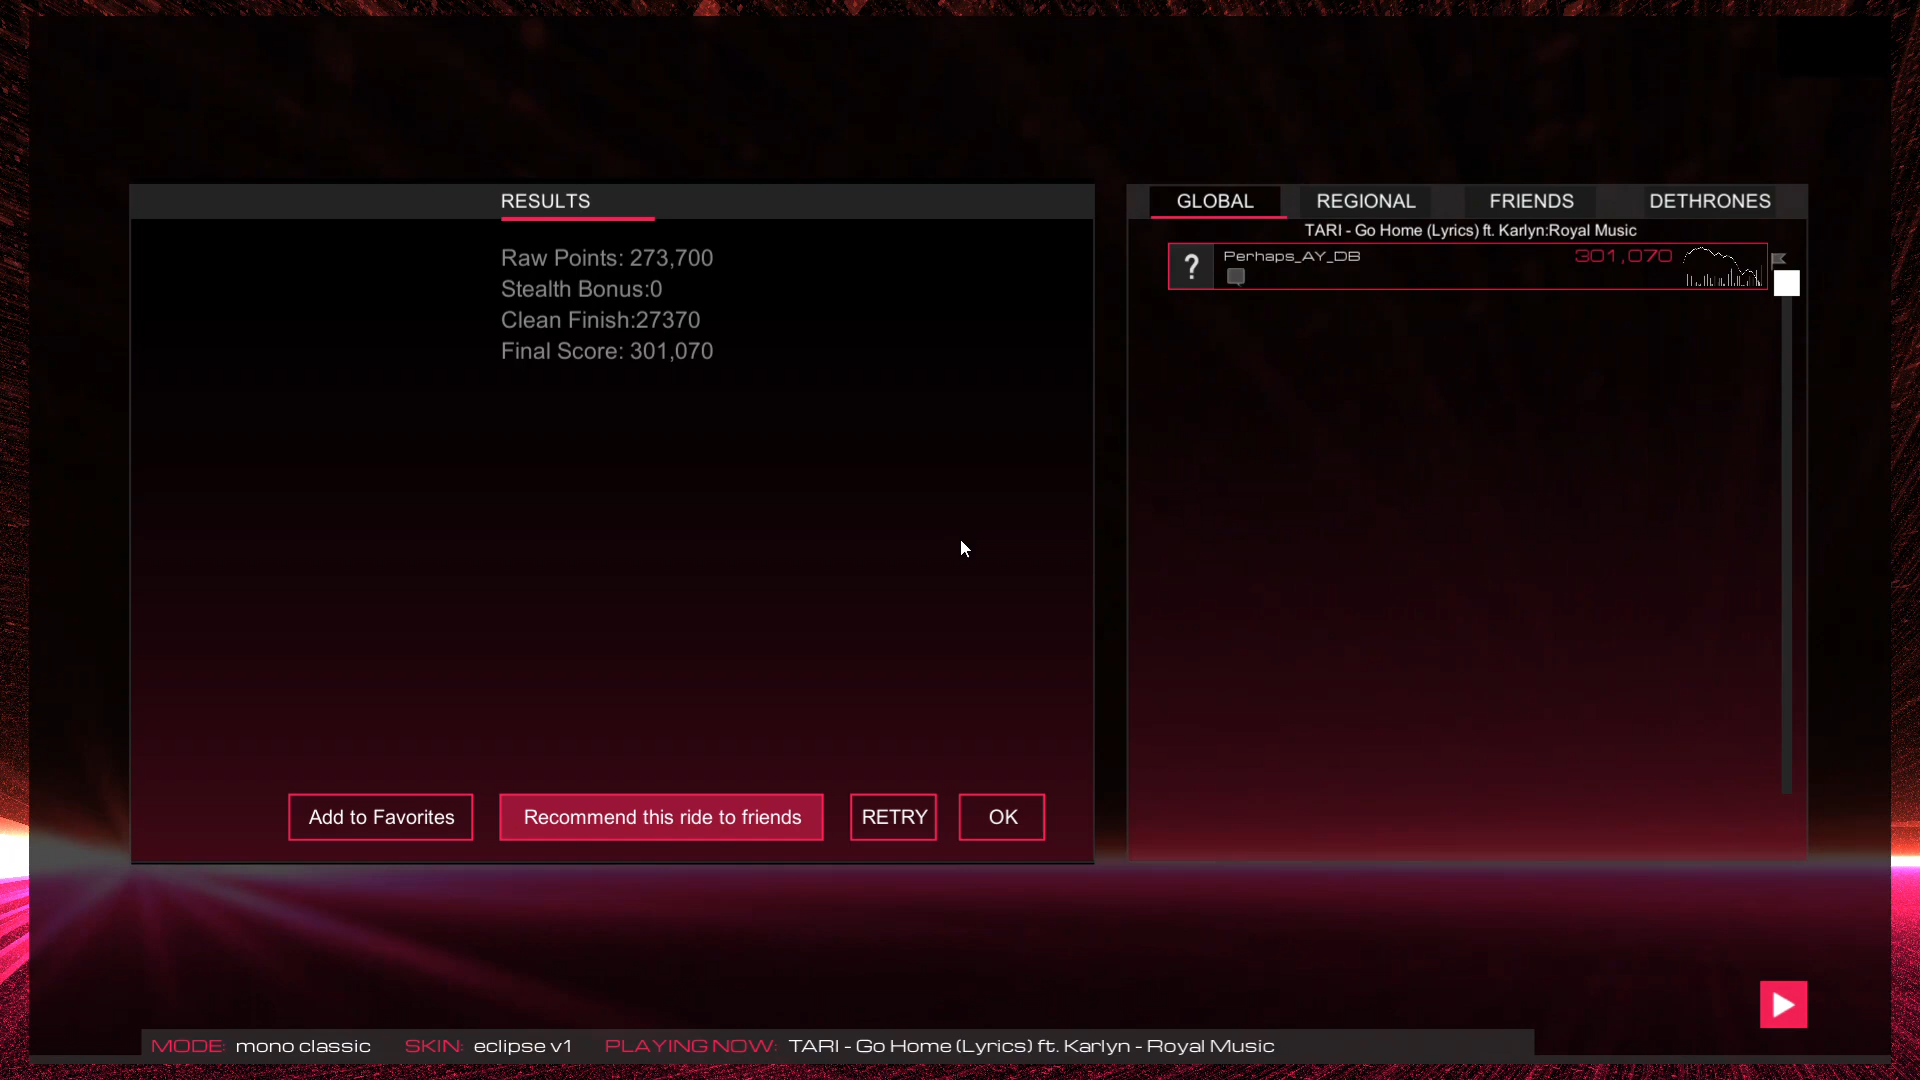 RESULTS
Raw Points: 273,700
Stealth Bonus:0
Clean Finish:27370
Final Score: 301,070
Add to Favorites
Recommend this ride to friends
RETRY
OK
GLOBAL REGIONAL FRIENDS DETHRONES
TARI - Go Home (Lyrics) ft. Karlyn:Royal Music
?
Perhaps_AY_DB 301,070
MODE: mono classic SKIN: eclipse v1 PLAYING NOW: TARI - Go Home (Lyrics) ft. Karlyn - Royal Music